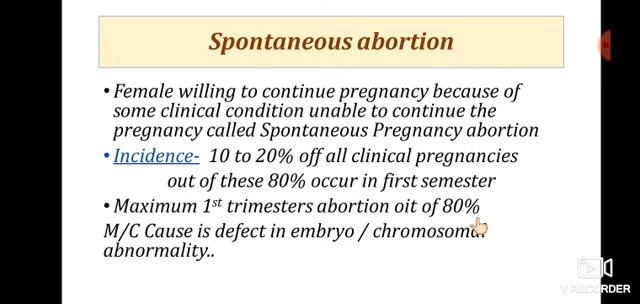 Spontaneous abortion
• Female willing to continue pregnancy because of
some clinical condition unable to continue the
pregnancy called Spontaneous Pregnancy abortion
• Incidence- 10 to 20% off all clinical pregnancies
out of these 80% occur in first semester
• Maximum 1st trimesters abortion oit of 80%
M/C Cause is defect in embryo / chromosomal
abnormality..
V RECORDER